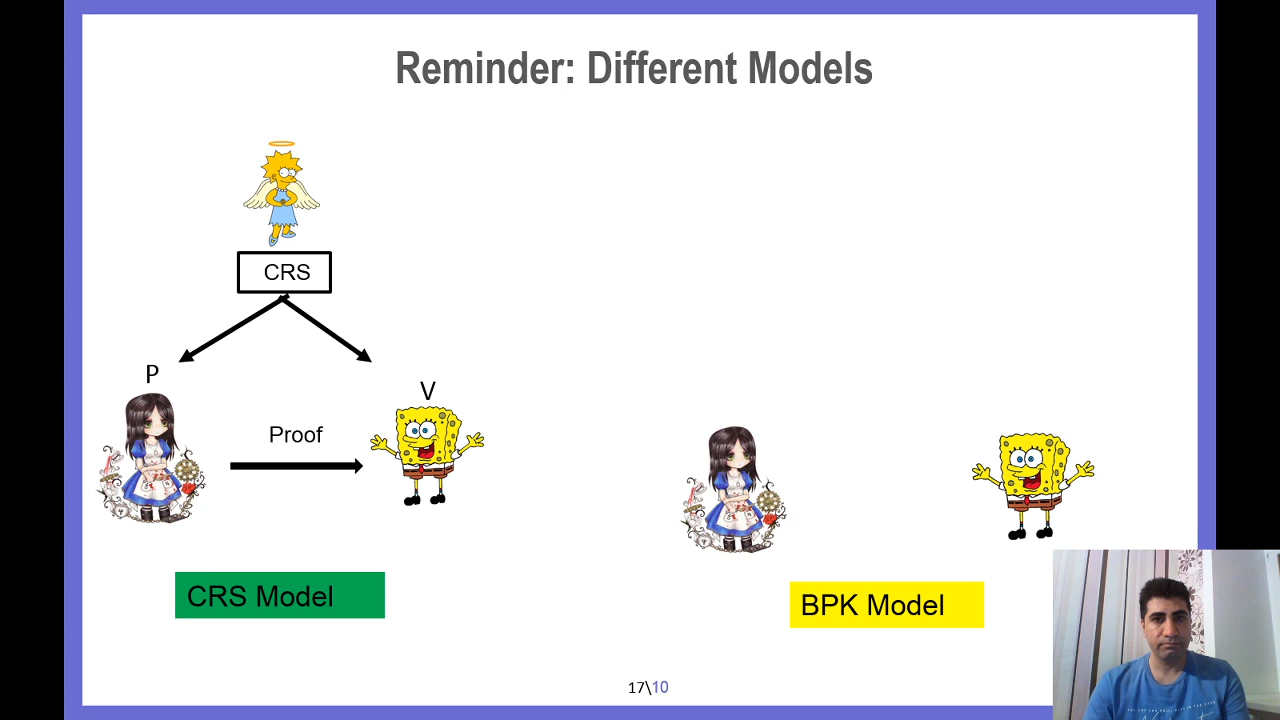 Reminder: Different Models
CRS
P
V
Proof
CRS Model
BPK Model
17\10